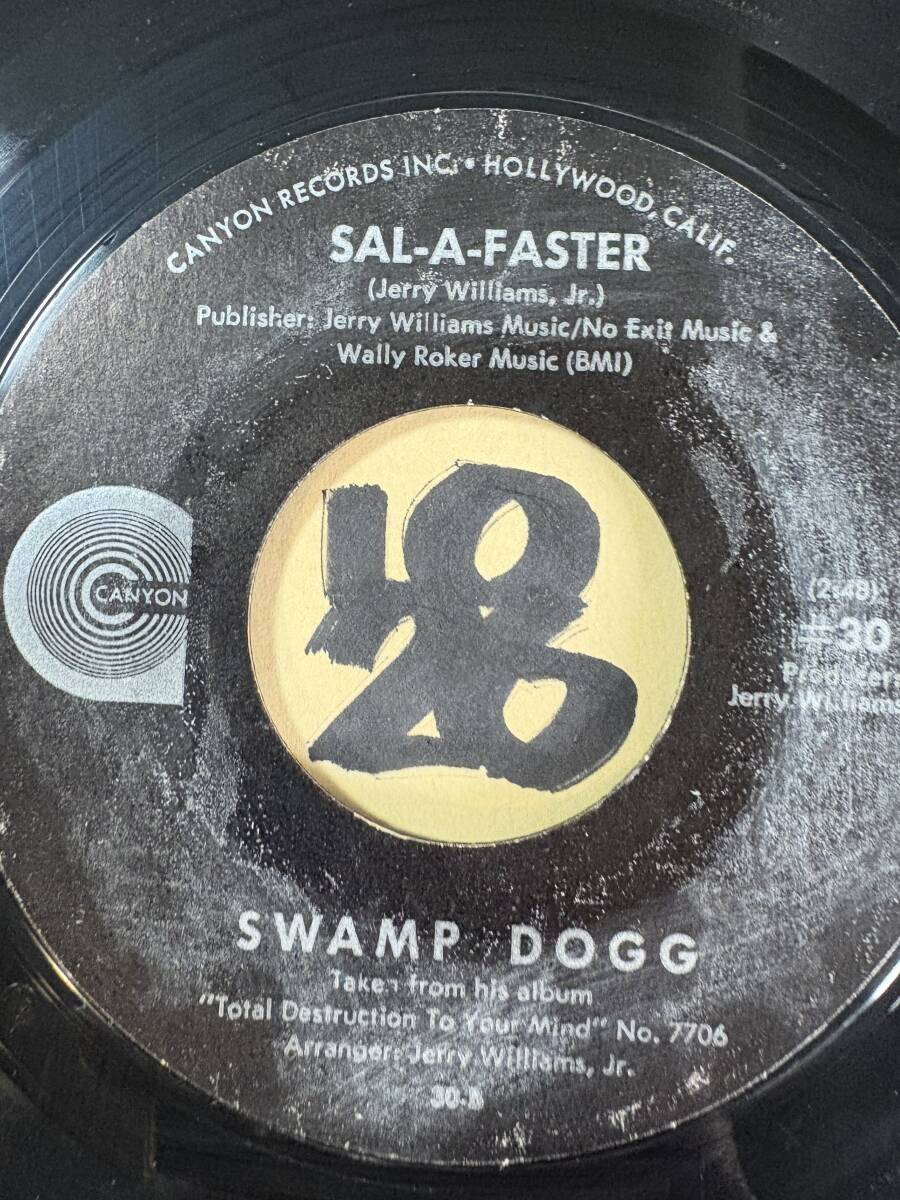 CANYON RECORDS INC. • HOLLYWOOD, CALIF.
SAL-A-FASTER
(Jerry Williams, Jr.)
Publisher: Jerry Williams Music/No Exit Music &
Wally Roker Music (BMI)
CANYON
10
20
(2:48)
#30
Producer:
Jerry Williams
SWAMP DOGG
Taken from his album
"Total Destruction To Your Mind" No. 7706
Arranger: Jerry Williams, Jr.